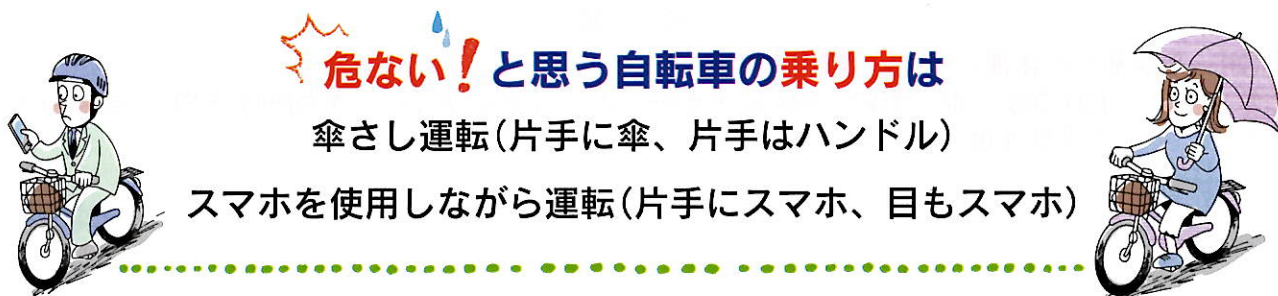 危ない!と思う自転車の乗り方は
傘さし運転(片手に傘、片手はハンドル)
スマホを使用しながら運転(片手にスマホ、目もスマホ)